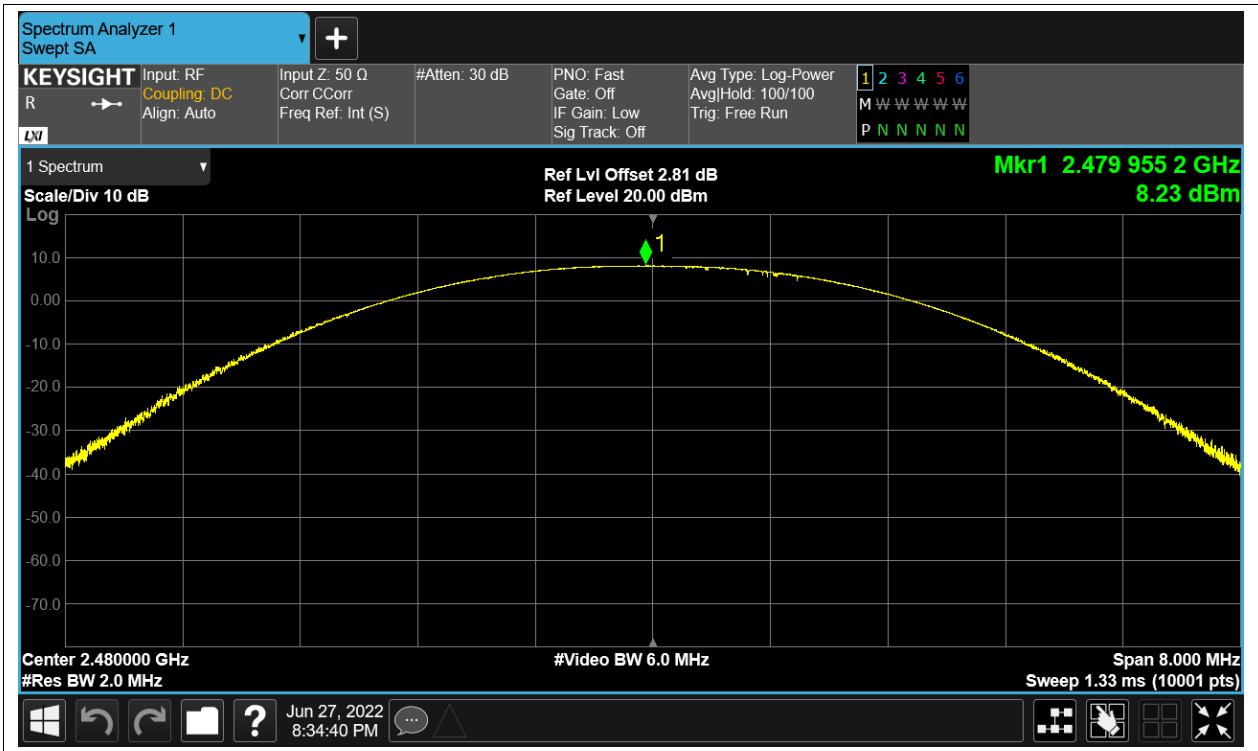 Spectrum Analyzer 1
Swept SA
KEYSIGHT
R
LXI
Input: RF
Coupling: DC
Align: Auto
Input Z: 50 Ω
Corr CCorr
Freq Ref: Int (S)
#Atten: 30 dB
PNO: Fast
Gate: Off
IF Gain: Low
Sig Track: Off
Avg Type: Log-Power
Avg|Hold: 100/100
Trig: Free Run
1 2 3 4 5 6
M W W W W W
P N N N N N
1 Spectrum
Scale/Div 10 dB
Log
Ref Lvl Offset 2.81 dB
Ref Level 20.00 dBm
Mkr1 2.479 955 2 GHz
8.23 dBm
1
10.0
0.00
-10.0
-20.0
-30.0
-40.0
-50.0
-60.0
-70.0
Center 2.480000 GHz
#Res BW 2.0 MHz
#Video BW 6.0 MHz
Span 8.000 MHz
Sweep 1.33 ms (10001 pts)
?
Jun 27, 2022
8:34:40 PM